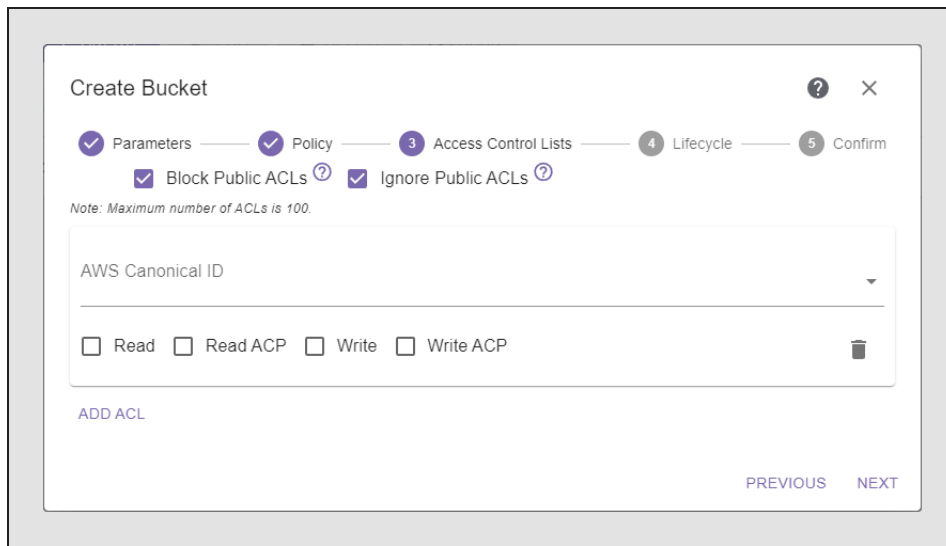 Create Bucket
Parameters Policy 3 Access Control Lists 4 Lifecycle 5 Confirm
Block Public ACLs ? Ignore Public ACLs ?
Note: Maximum number of ACLs is 100.
AWS Canonical ID
Read Read ACP Write Write ACP
ADD ACL
PREVIOUS NEXT